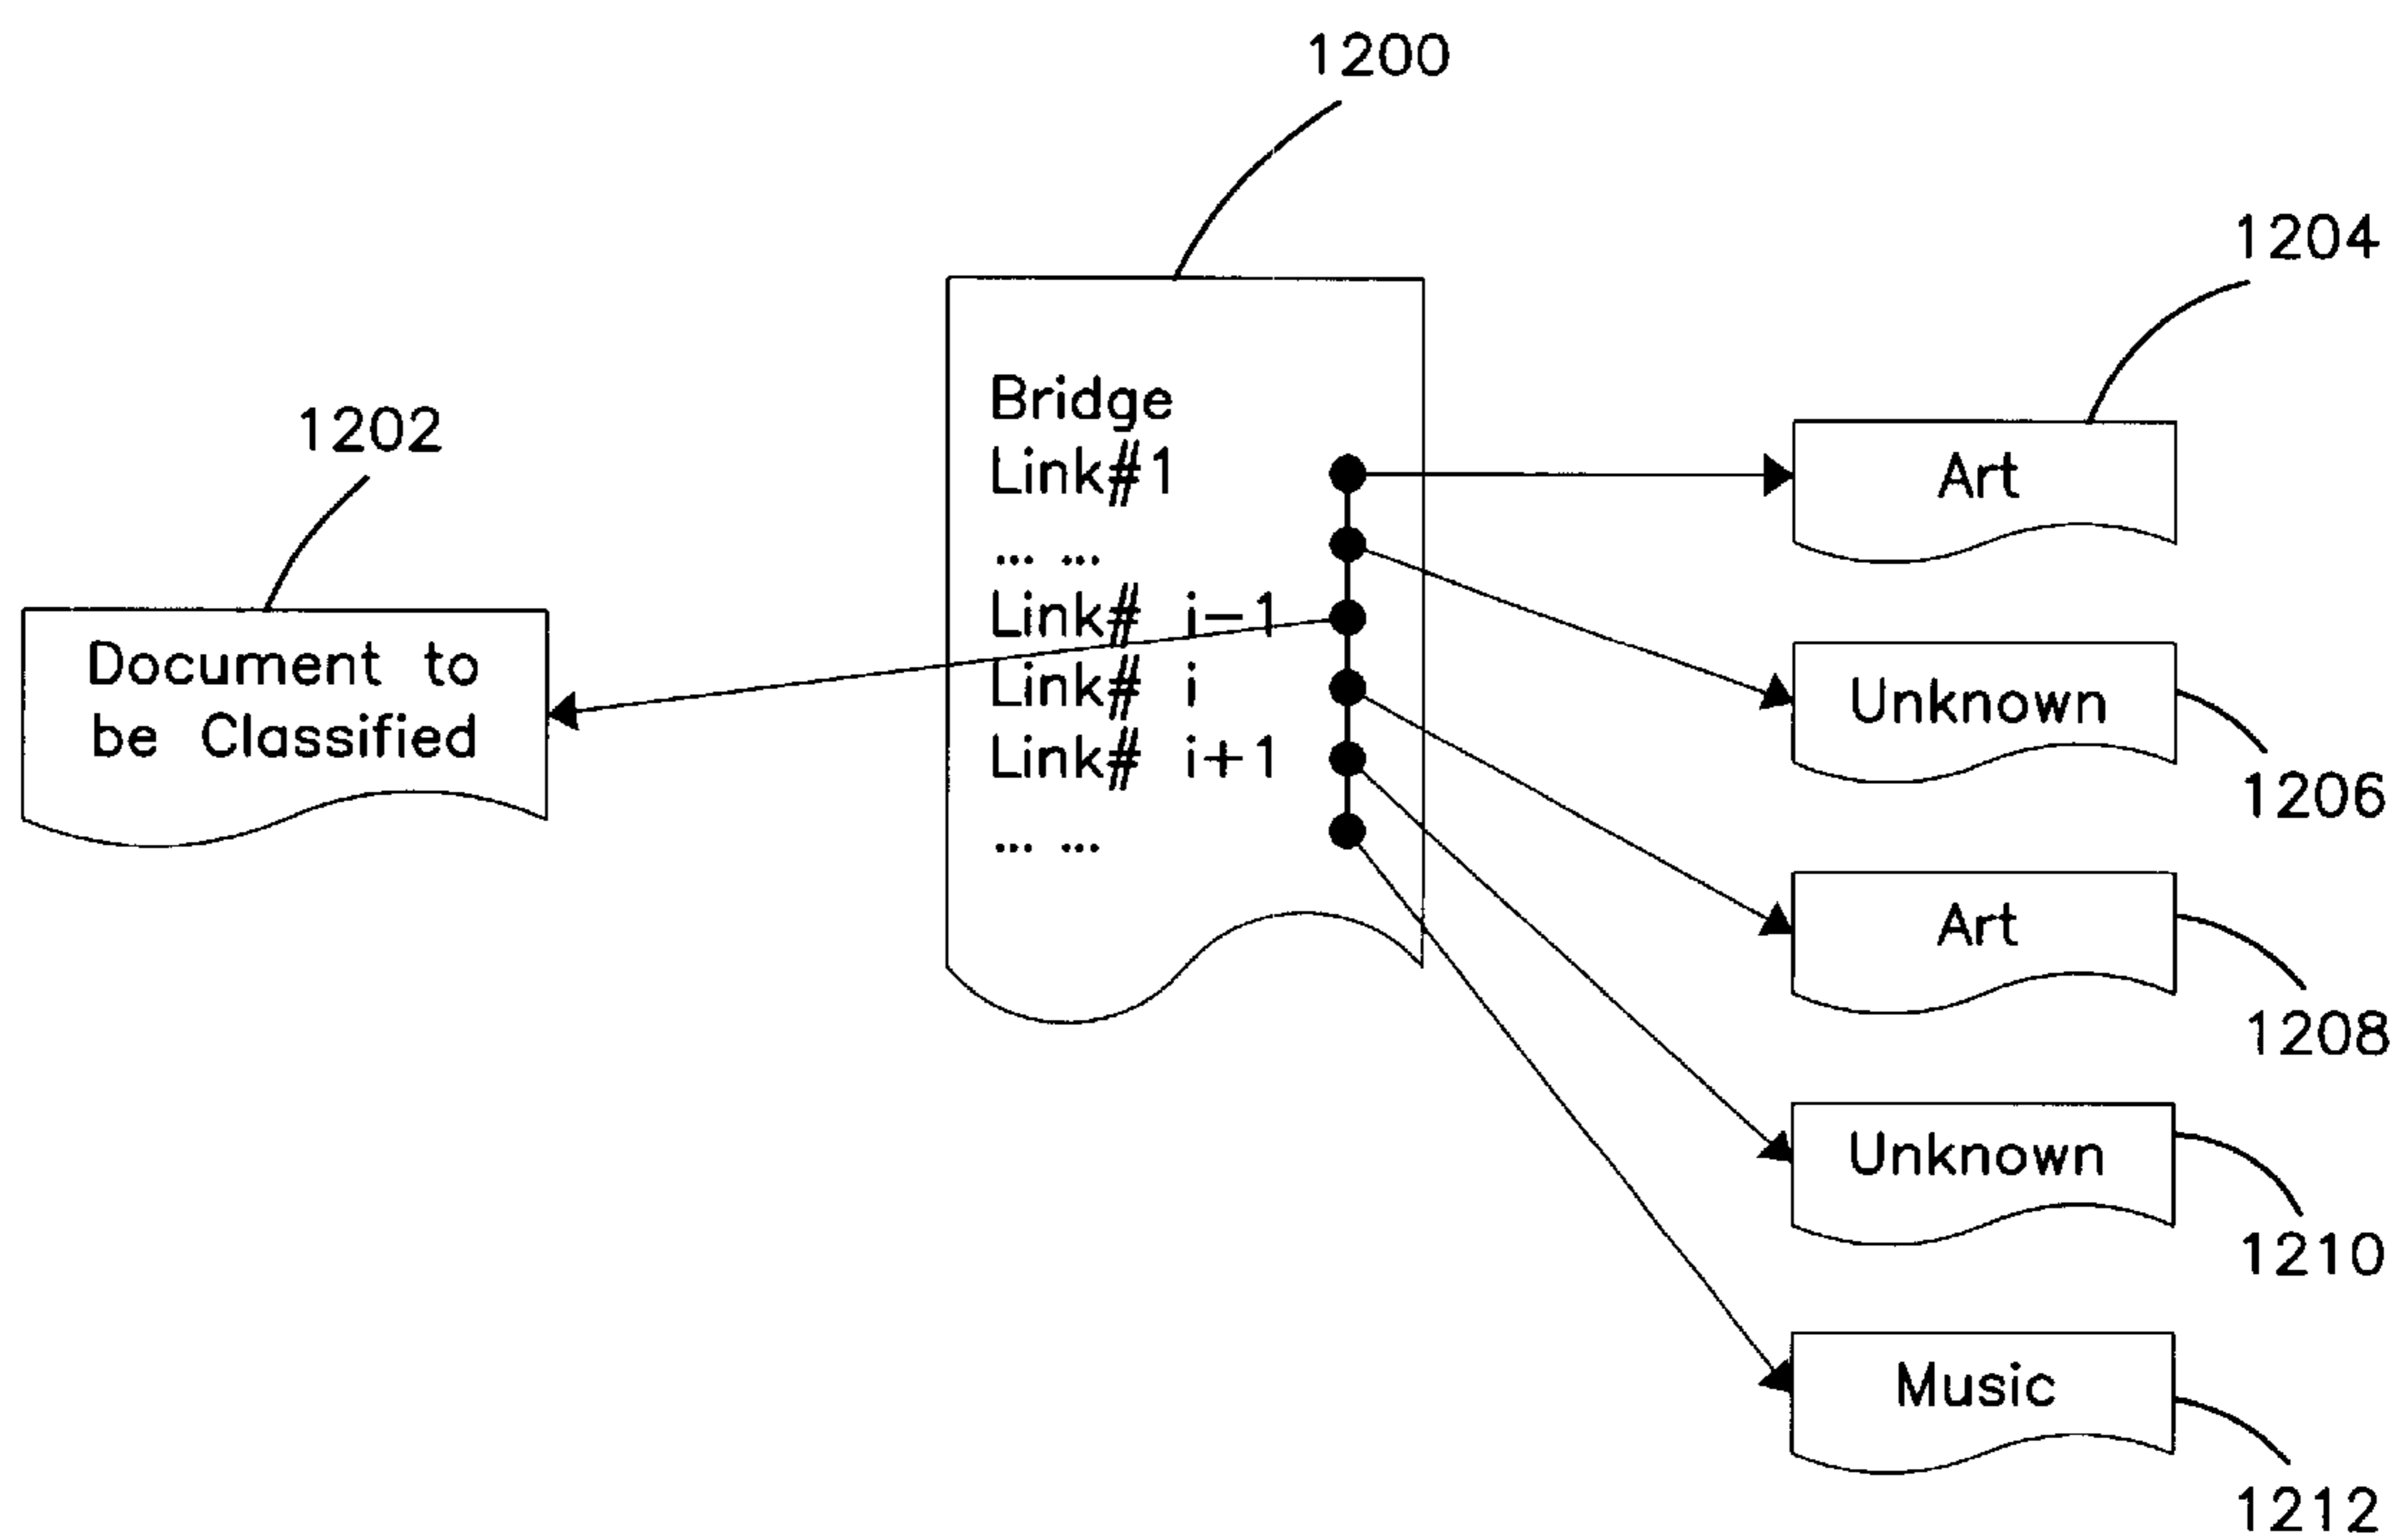 1200
1204
1202
Bridge
Link#1
Art
... ...
Link# i-1
Document to
be Classified
Link# i
Unknown
Link# i+1
1206
... ...
Art
1208
Unknown
1210
Music
1212